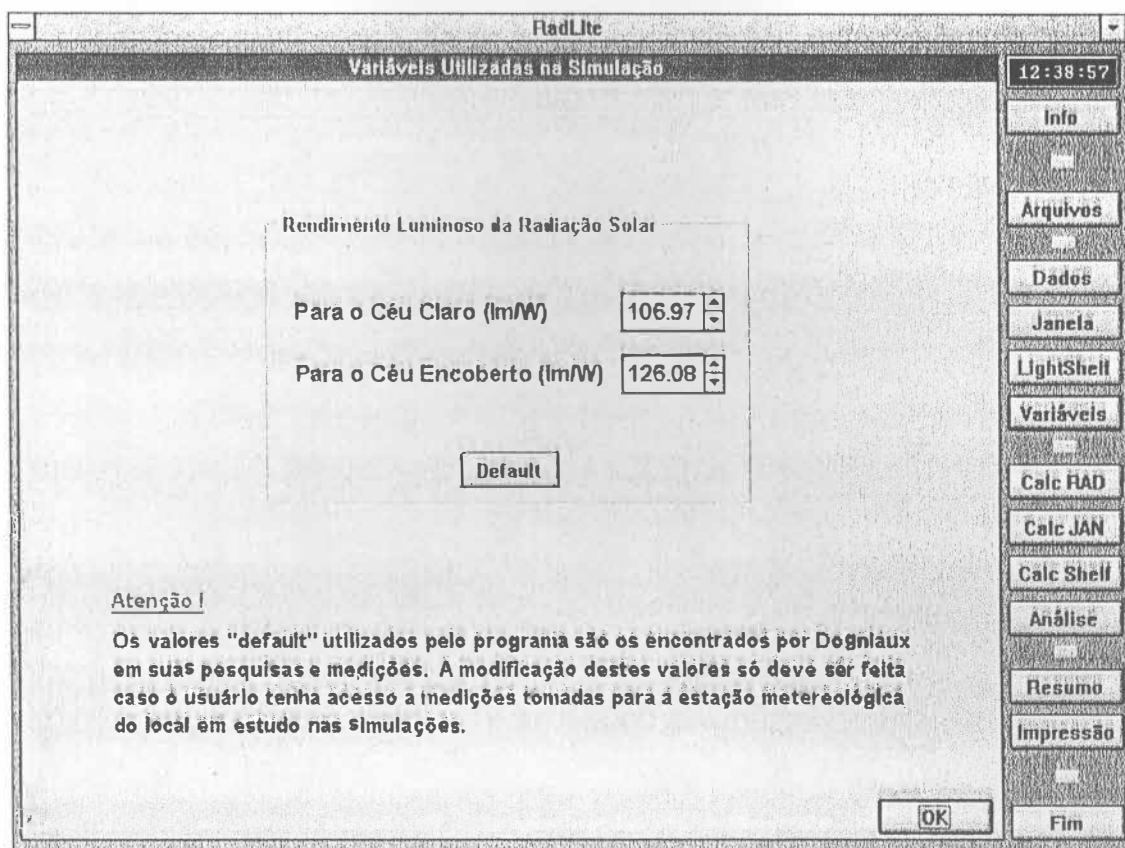 RadLite
Variáveis Utilizadas na Simulação
12:38:57
Info
Arquivos
Dados
Janela
LightShelf
Variáveis
Calc RAD
Calc JAN
Calc Shelf
Análise
Resumo
Impressão
Fim
Rendimento Luminoso da Radiação Solar
Para o Céu Claro (lm/W) 106.97
Para o Céu Encoberto (lm/W) 126.08
Default
Atenção !
Os valores "default" utilizados pelo programa são os encontrados por Dogniaux
em suas pesquisas e medições. A modificação destes valores só deve ser feita
caso o usuário tenha acesso a medições tomadas para a estação metereológica
do local em estudo nas simulações.
OK